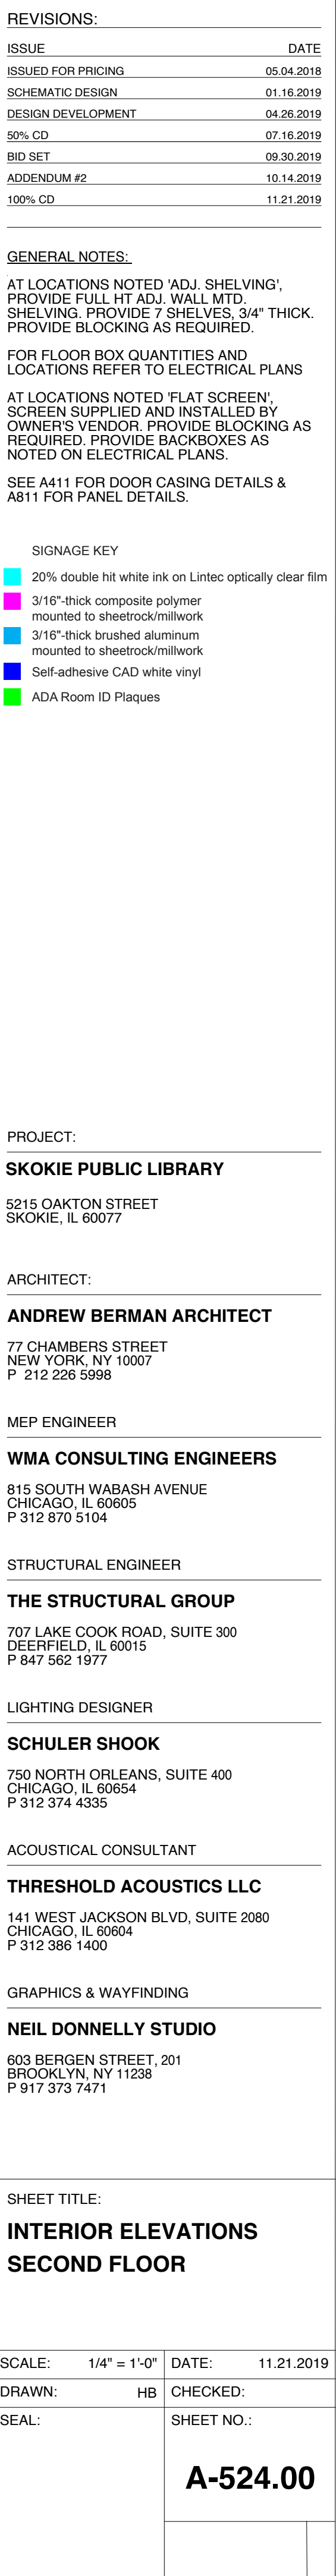 REVISIONS:
ISSUE DATE
ISSUED FOR PRICING 05.04.2018
SCHEMATIC DESIGN 01.16.2019
DESIGN DEVELOPMENT 04.26.2019
50% CD 07.16.2019
BID SET 09.30.2019
ADDENDUM #2 10.14.2019
100% CD 11.21.2019
GENERAL NOTES:
AT LOCATIONS NOTED 'ADJ. SHELVING',
PROVIDE FULL HT ADJ. WALL MTD.
SHELVING. PROVIDE 7 SHELVES, 3/4" THICK.
PROVIDE BLOCKING AS REQUIRED.
FOR FLOOR BOX QUANTITIES AND
LOCATIONS REFER TO ELECTRICAL PLANS
AT LOCATIONS NOTED 'FLAT SCREEN',
SCREEN SUPPLIED AND INSTALLED BY
OWNER'S VENDOR. PROVIDE BLOCKING AS
REQUIRED. PROVIDE BACKBOXES AS
NOTED ON ELECTRICAL PLANS.
SEE A411 FOR DOOR CASING DETAILS &
A811 FOR PANEL DETAILS.
SIGNAGE KEY
20% double hit white ink on Lintec optically clear film
3/16"-thick composite polymer
mounted to sheetrock/millwork
3/16"-thick brushed aluminum
mounted to sheetrock/millwork
Self-adhesive CAD white vinyl
ADA Room ID Plaques
PROJECT:
SKOKIE PUBLIC LIBRARY
5215 OAKTON STREET
SKOKIE, IL 60077
ARCHITECT:
ANDREW BERMAN ARCHITECT
77 CHAMBERS STREET
NEW YORK, NY 10007
P 212 226 5998
MEP ENGINEER
WMA CONSULTING ENGINEERS
815 SOUTH WABASH AVENUE
CHICAGO, IL 60605
P 312 870 5104
STRUCTURAL ENGINEER
THE STRUCTURAL GROUP
707 LAKE COOK ROAD, SUITE 300
DEERFIELD, IL 60015
P 847 562 1977
LIGHTING DESIGNER
SCHULER SHOOK
750 NORTH ORLEANS, SUITE 400
CHICAGO, IL 60654
P 312 374 4335
ACOUSTICAL CONSULTANT
THRESHOLD ACOUSTICS LLC
141 WEST JACKSON BLVD, SUITE 2080
CHICAGO, IL 60604
P 312 386 1400
GRAPHICS & WAYFINDING
NEIL DONNELLY STUDIO
603 BERGEN STREET, 201
BROOKLYN, NY 11238
P 917 373 7471
SHEET TITLE:
INTERIOR ELEVATIONS
SECOND FLOOR
SCALE: 1/4" = 1'-0" DATE: 11.21.2019
DRAWN: HB CHECKED:
SEAL: SHEET NO.:
A-524.00